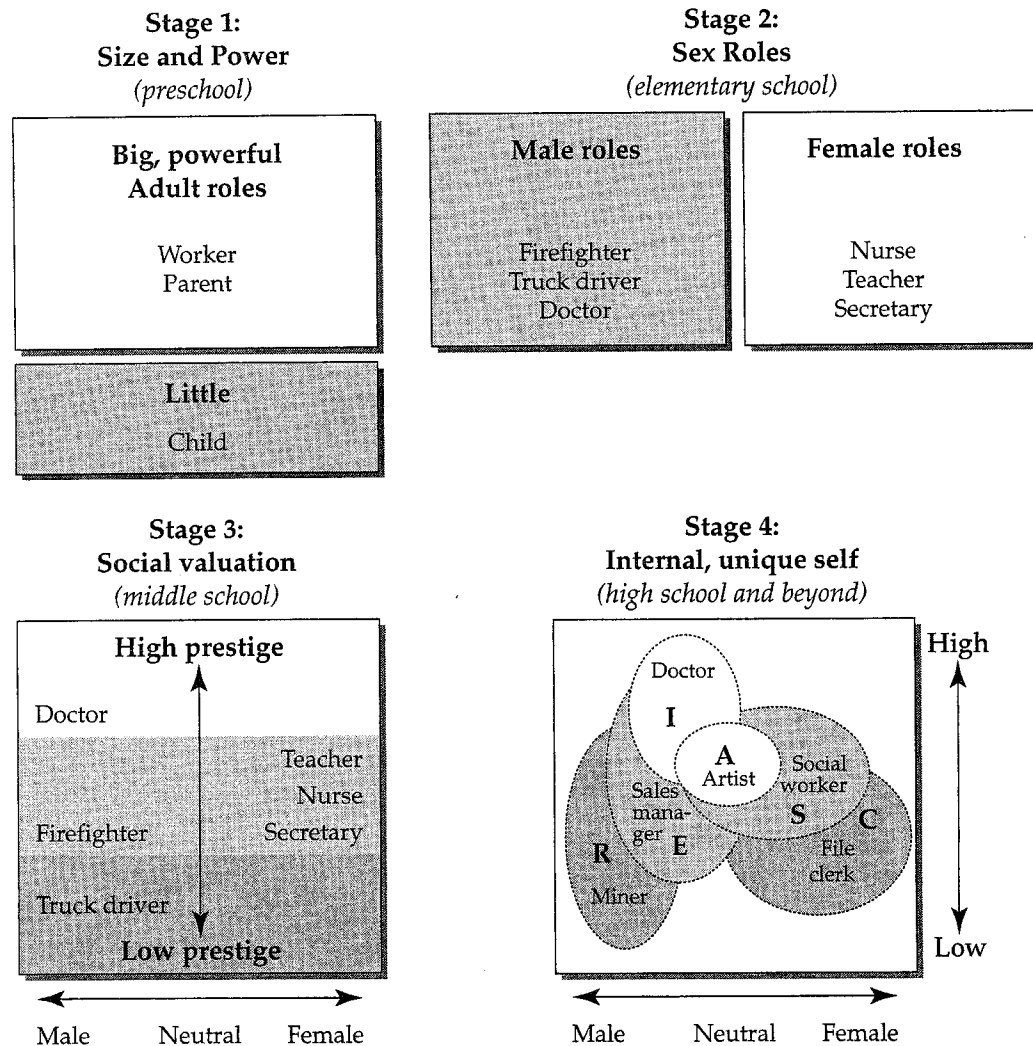 Stage 1:
Size and Power
(preschool)
Big, powerful
Adult roles
Worker
Parent
Little
Child
Stage 2:
Sex Roles
(elementary school)
Male roles
Firefighter
Truck driver
Doctor
Female roles
Nurse
Teacher
Secretary
Stage 3:
Social valuation
(middle school)
High prestige
Doctor
Teacher
Nurse
Firefighter
Secretary
Truck driver
Low prestige
Male
Neutral
Female
Stage 4:
Internal, unique self
(high school and beyond)
High
Doctor
I
A
Artist
Social
worker
S
Sales
mana-
ger
E
C
File
clerk
R
Miner
Low
Male
Neutral
Female